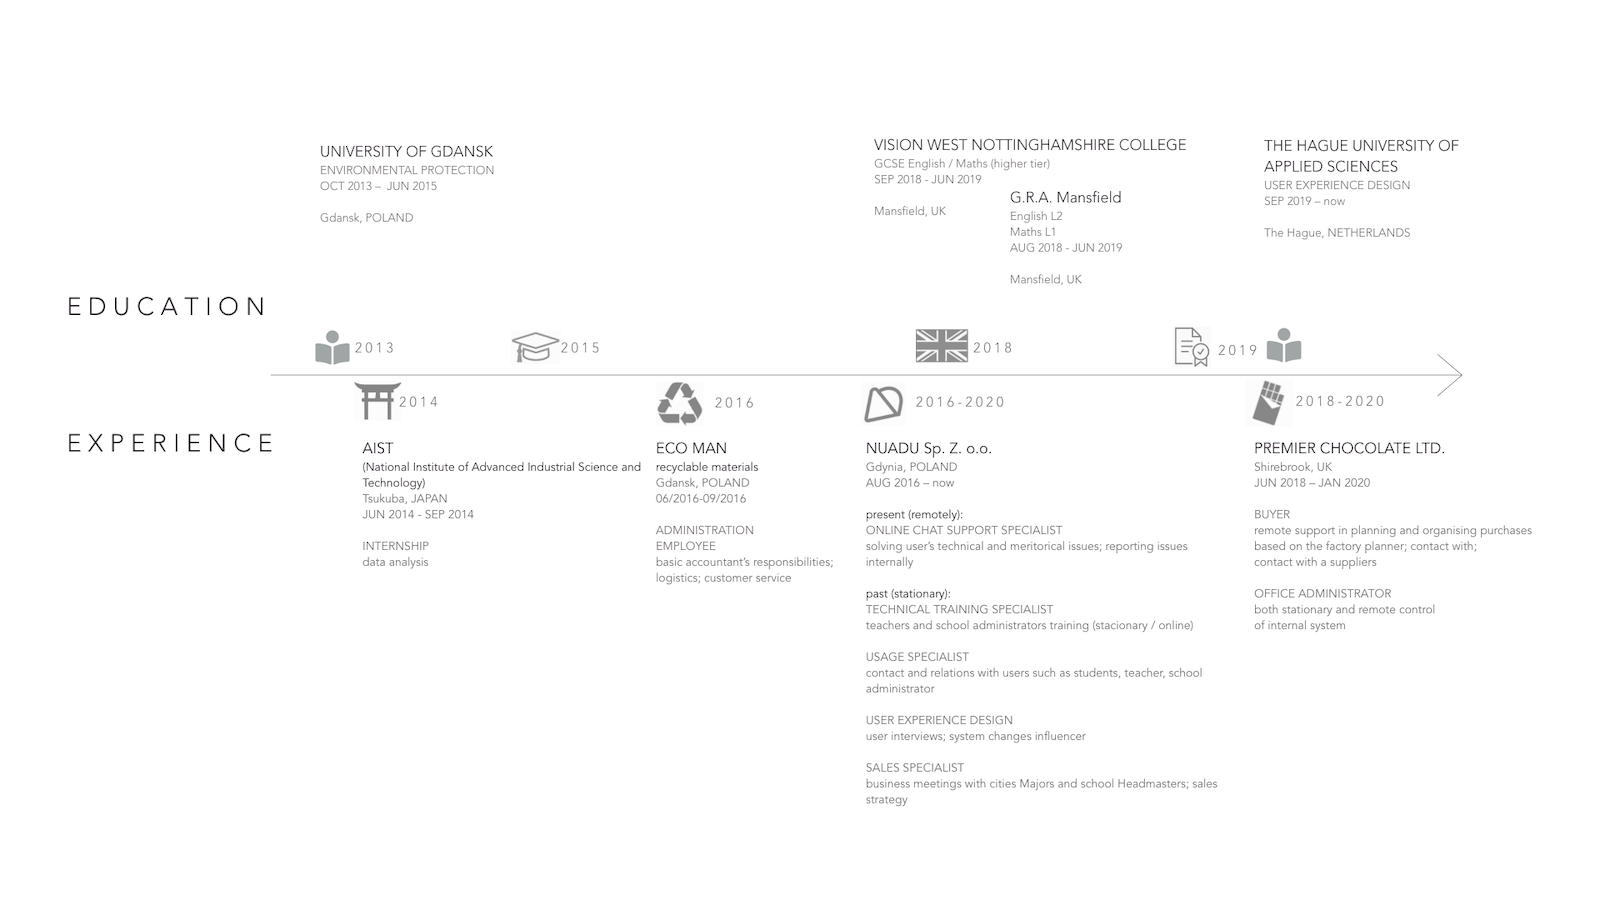 UNIVERSITY OF GDANSK
ENVIRONMENTAL PROTECTION
OCT 2013 – JUN 2015
Gdansk, POLAND
VISION WEST NOTTINGHAMSHIRE COLLEGE
GCSE English / Maths (higher tier)
SEP 2018 - JUN 2019
Mansfield, UK
G.R.A. Mansfield
English L2
Maths L1
AUG 2018 - JUN 2019
Mansfield, UK
THE HAGUE UNIVERSITY OF
APPLIED SCIENCES
USER EXPERIENCE DESIGN
SEP 2019 – now
The Hague, NETHERLANDS
EDUCATION
2013
2015
2018
2019
2014
2016
2016-2020
2018-2020
EXPERIENCE
AIST
(National Institute of Advanced Industrial Science and
Technology)
Tsukuba, JAPAN
JUN 2014 - SEP 2014
INTERNSHIP
data analysis
ECO MAN
recyclable materials
Gdansk, POLAND
06/2016-09/2016
ADMINISTRATION
EMPLOYEE
basic accountant's responsibilities;
logistics; customer service
NUADU Sp. Z. o.o.
Gdynia, POLAND
AUG 2016 – now
present (remotely):
ONLINE CHAT SUPPORT SPECIALIST
solving user's technical and meritorical issues; reporting issues
internally
past (stationary):
TECHNICAL TRAINING SPECIALIST
teachers and school administrators training (stacionary / online)
USAGE SPECIALIST
contact and relations with users such as students, teacher, school
administrator
USER EXPERIENCE DESIGN
user interviews; system changes influencer
SALES SPECIALIST
business meetings with cities Majors and school Headmasters; sales
strategy
PREMIER CHOCOLATE LTD.
Shirebrook, UK
JUN 2018 – JAN 2020
BUYER
remote support in planning and organising purchases
based on the factory planner; contact with;
contact with a suppliers
OFFICE ADMINISTRATOR
both stationary and remote control
of internal system